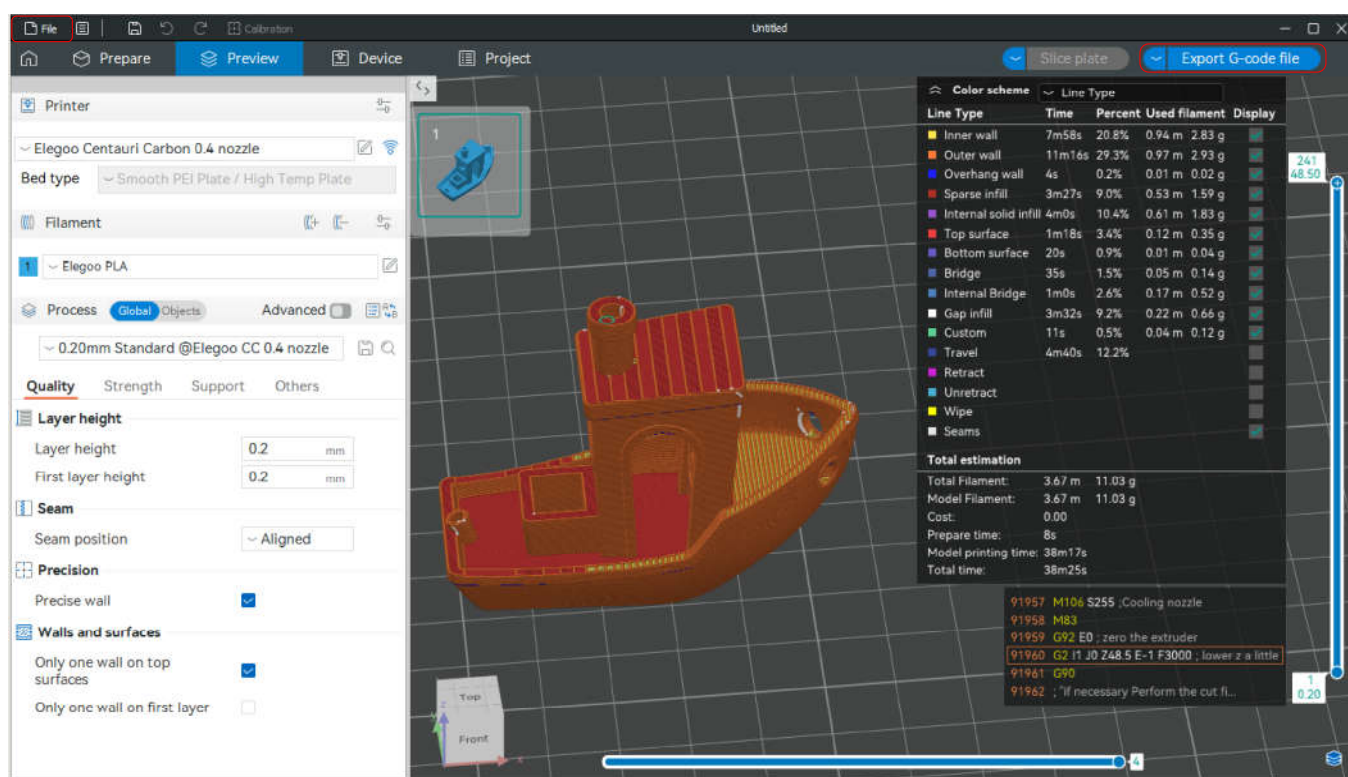 File Calibration Untitled
Prepare Preview Device Project Slice plate Export G-code file
Printer
Elegoo Centauri Carbon 0.4 nozzle
Bed type Smooth PEI Plate / High Temp Plate
Filament
1 Elegoo PLA
Process Global Objects Advanced
0.20mm Standard @Elegoo CC 0.4 nozzle
Quality Strength Support Others
Layer height
Layer height 0.2 mm
First layer height 0.2 mm
Seam
Seam position Aligned
Precision
Precise wall
Walls and surfaces
Only one wall on top
surfaces
Only one wall on first layer
1
Color scheme Line Type
Line Type Time Percent Used filament Display
Inner wall 7m58s 20.8% 0.94 m 2.83 g
Outer wall 11m16s 29.3% 0.97 m 2.93 g
Overhang wall 4s 0.2% 0.01 m 0.02 g
Sparse infill 3m27s 9.0% 0.53 m 1.59 g
Internal solid infill 4m0s 10.4% 0.61 m 1.83 g
Top surface 1m18s 3.4% 0.12 m 0.35 g
Bottom surface 20s 0.9% 0.01 m 0.04 g
Bridge 35s 1.5% 0.05 m 0.14 g
Internal Bridge 1m0s 2.6% 0.17 m 0.52 g
Gap infill 3m32s 9.2% 0.22 m 0.66 g
Custom 11s 0.5% 0.04 m 0.12 g
Travel 4m40s 12.2%
Retract
Unretract
Wipe
Seams
Total estimation
Total Filament: 3.67 m 11.03 g
Model Filament: 3.67 m 11.03 g
Cost: 0.00
Prepare time: 8s
Model printing time: 38m17s
Total time: 38m25s
241
48.50
91957 M106 S255 ;Cooling nozzle
91958 M83
91959 G92 E0 ; zero the extruder
91960 G2 I1 J0 Z48.5 E-1 F3000 ; lower z a little
91961 G90
91962 ; "if necessary Perform the cut fi...
1
0.20
Top
Front
z
x
4